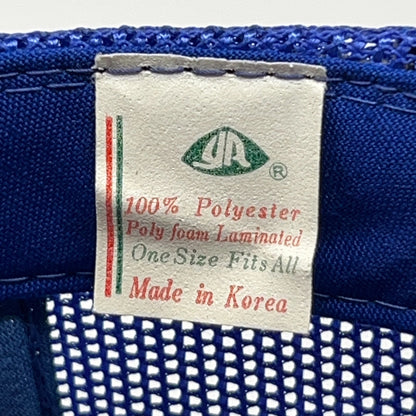 YA ®
100% Polyester
Poly foam Laminated
One Size Fits All
Made in Korea